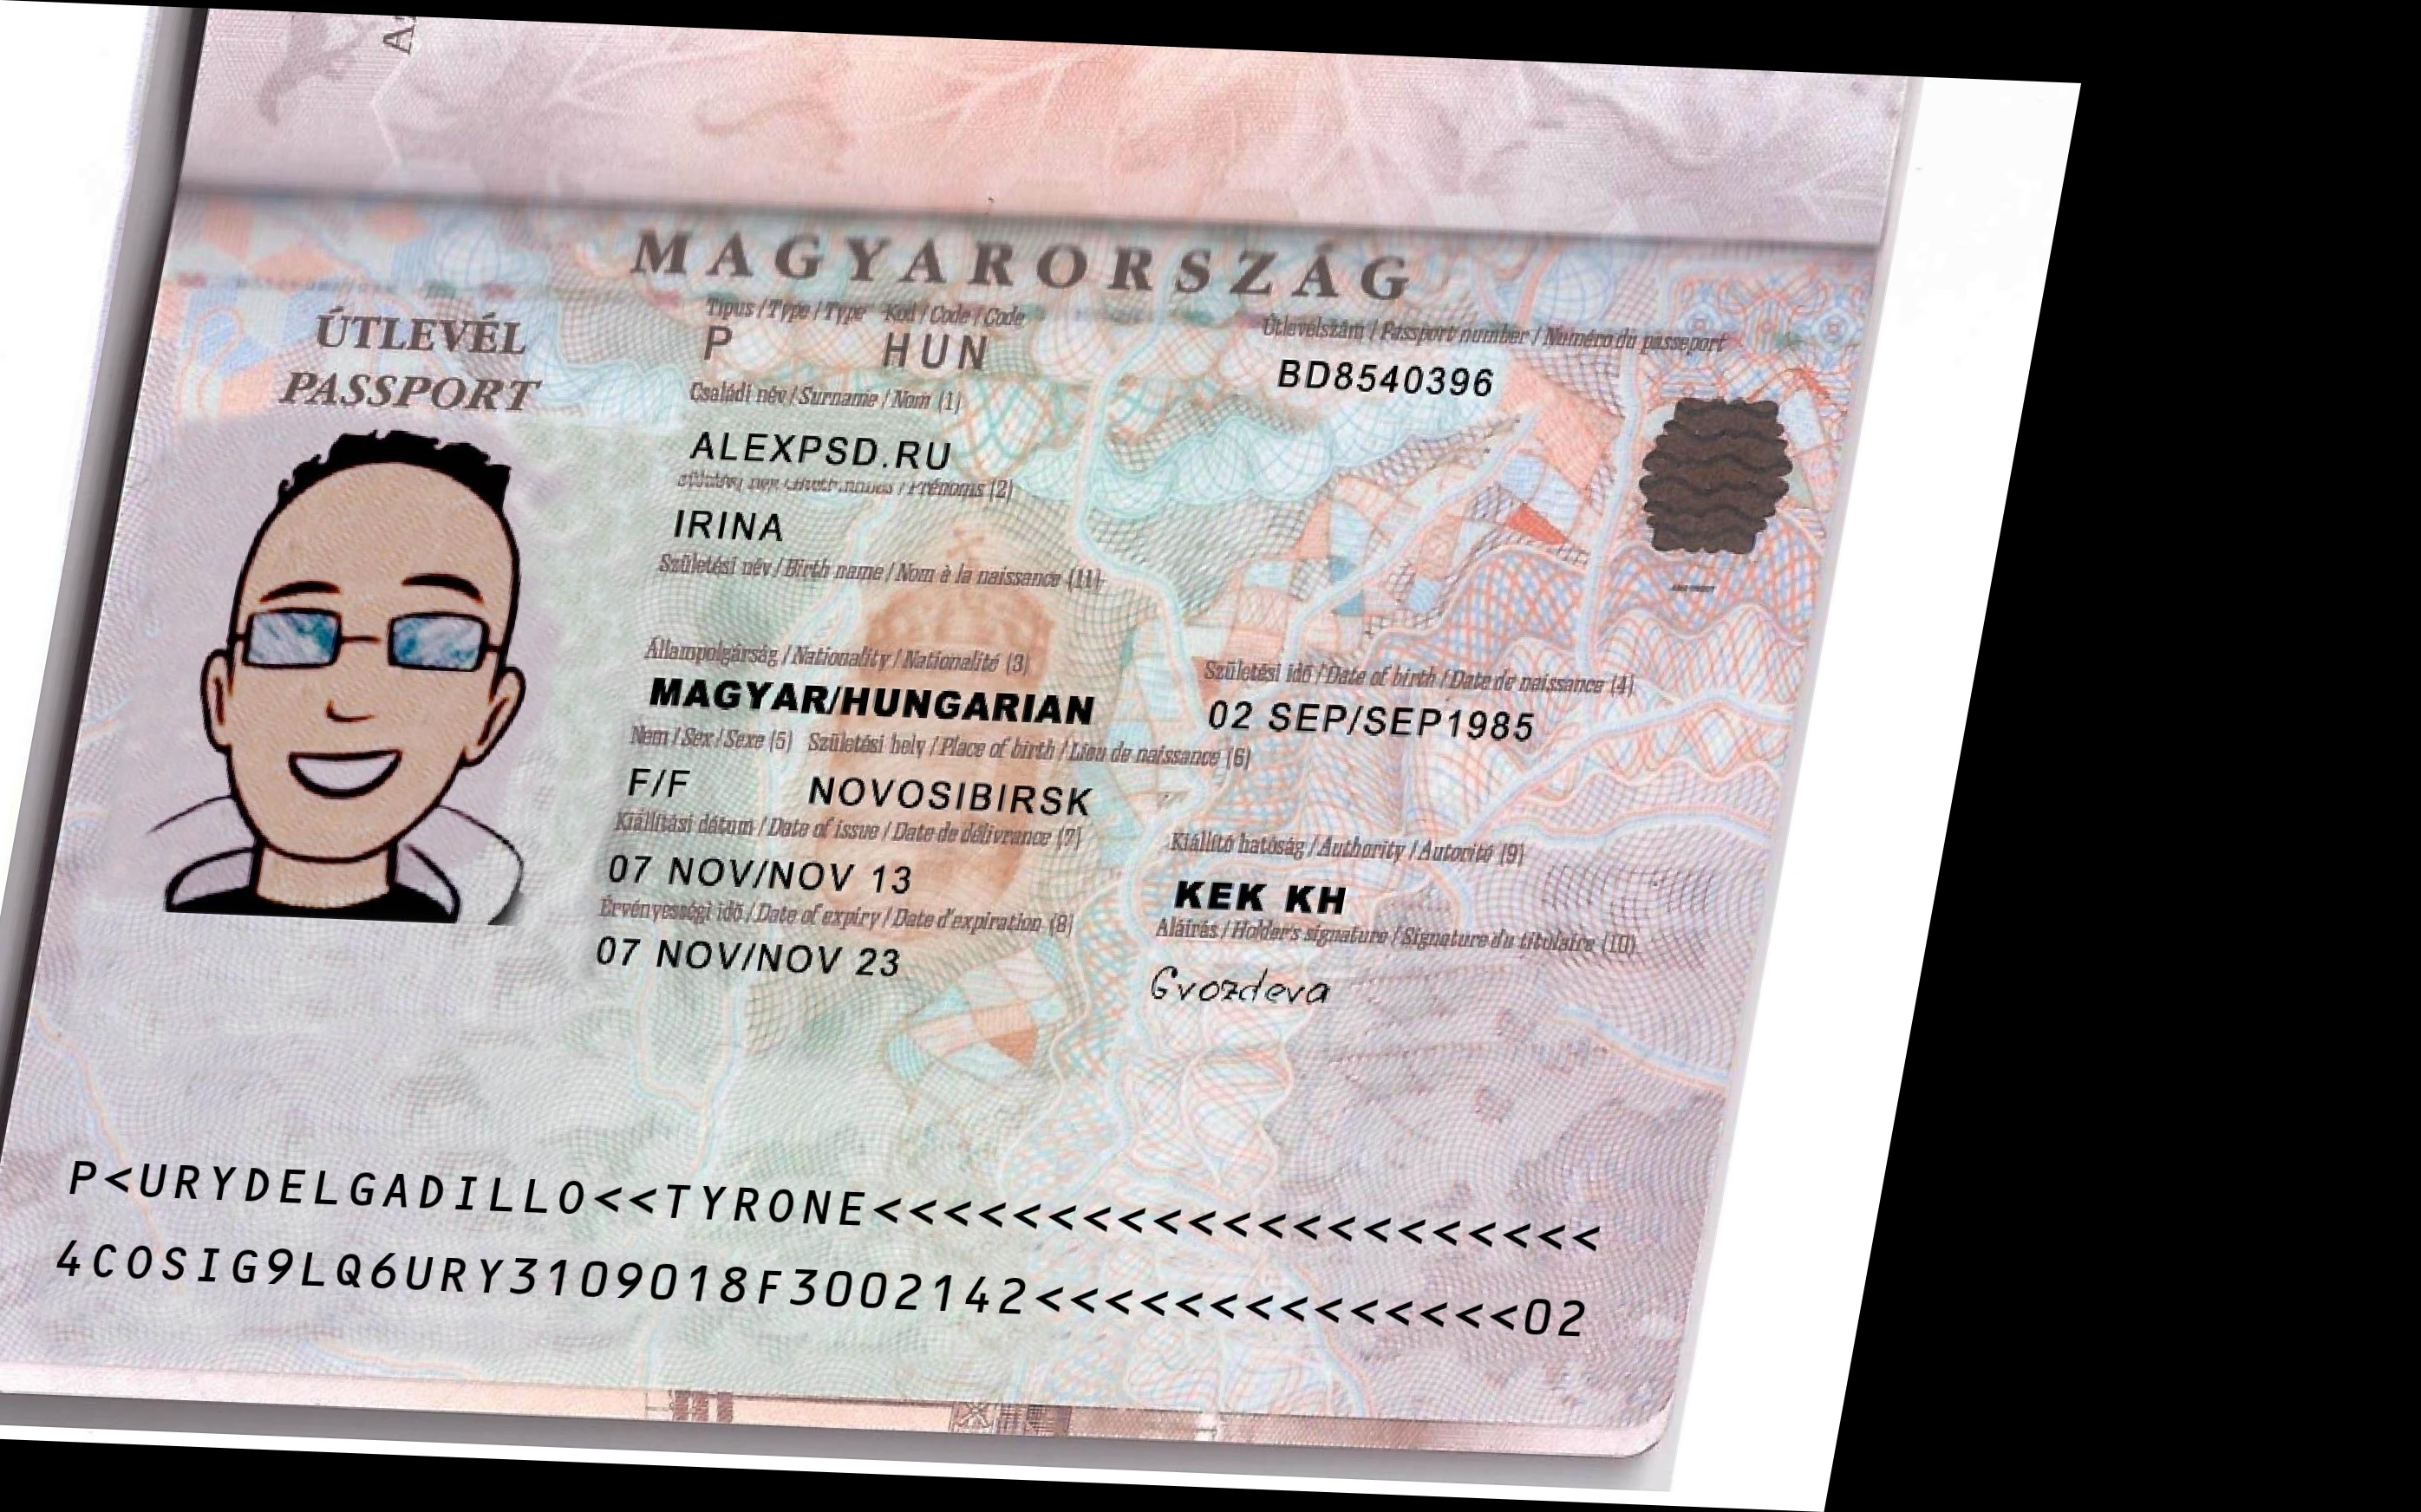 MAGYARORSZÁG
ÚTLEVÉL
PASSPORT
Típus / Type / Type Kód / Code / Code
P HUN
Útlevélszám / Passport number / Numéro du passeport
BD8540396
Családi név / Surname / Nom (1)
ALEXPSD.RU
Prénoms (2)
IRINA
Születési név / Birth name / Nom à la naissance (11)
Állampolgárság / Nationality / Nationalité (3)
MAGYAR/HUNGARIAN
Születési idő / Date of birth / Date de naissance (4)
02 SEP/SEP1985
Nem / Sex / Sexe (5) Születési hely / Place of birth / Lieu de naissance (6)
F/F NOVOSIBIRSK
Kiállítási dátum / Date of issue / Date de délivrance (7)
07 NOV/NOV 13
Kiállító hatóság / Authority / Autorité (9)
KEK KH
Érvényességi idő / Date of expiry / Date d'expiration (8)
07 NOV/NOV 23
Aláírás / Holder's signature / Signature du titulaire (10)
Gvozdeva
P<URYDELGADILLO<<TYRONE<<<<<<<<<<<<<<<<<<<<<
4COSIG9LQ6URY3109018F3002142<<<<<<<<<<<<<<02